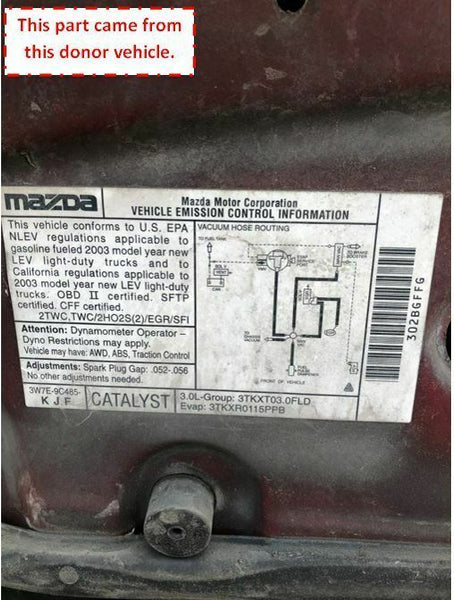 This part came from
this donor vehicle.
mazda
Mazda Motor Corporation
VEHICLE EMISSION CONTROL INFORMATION
This vehicle conforms to U.S. EPA
NLEV regulations applicable to
gasoline fueled 2003 model year new
LEV light-duty trucks and to
California regulations applicable to
2003 model year new LEV light-duty
trucks. OBD II certified. SFTP
certified. CFF certified.
2TWC,TWC/2HO2S(2)/EGR/SFI
Attention: Dynamometer Operator -
Dyno Restrictions may apply.
Vehicle may have: AWD, ABS, Traction Control
Adjustments: Spark Plug Gap: .052-.056
No other adjustments needed.
VACUUM HOSE ROUTING
TO FUEL TANK
FRONT OF VEHICLE
3W7E-9C485-
KJF
CATALYST
3.0L-Group: 3TKXT03.0FLD
Evap: 3TKXR0115PPB
302BGFFG